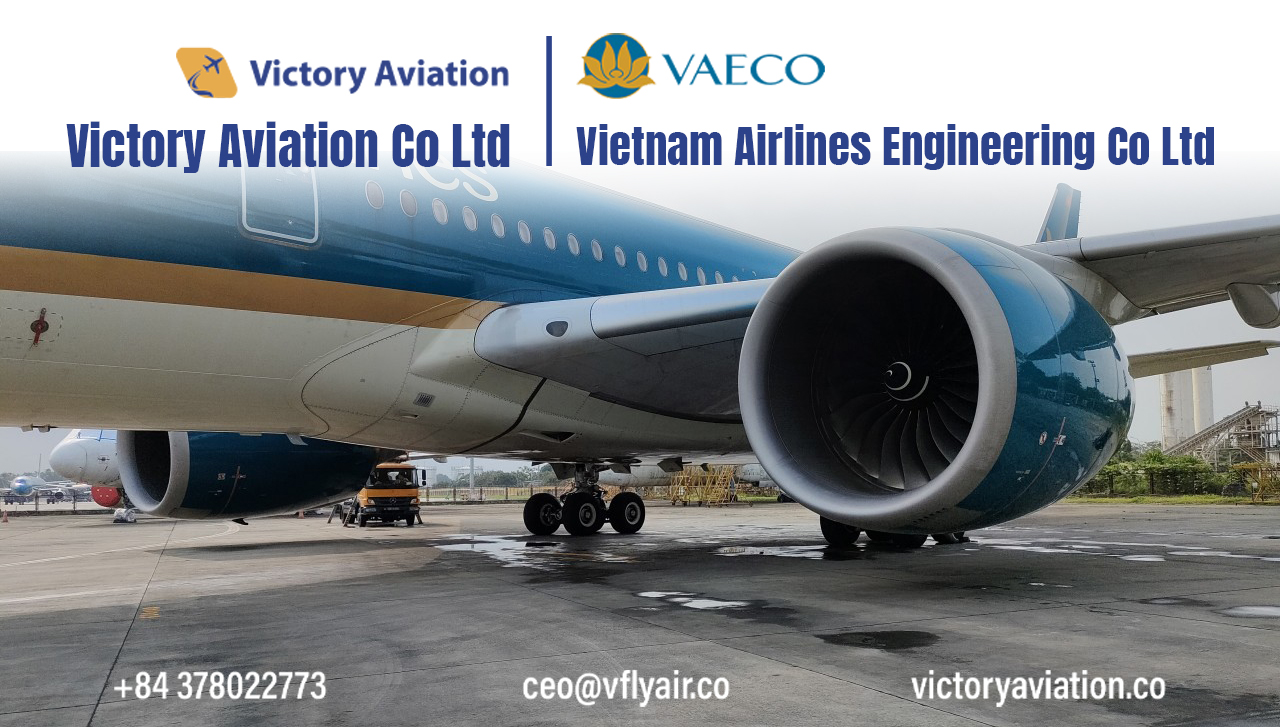 Victory Aviation
VAECO
Victory Aviation Co Ltd
Vietnam Airlines Engineering Co Ltd
+84 378022773
ceo@vflyair.co
victoryaviation.co